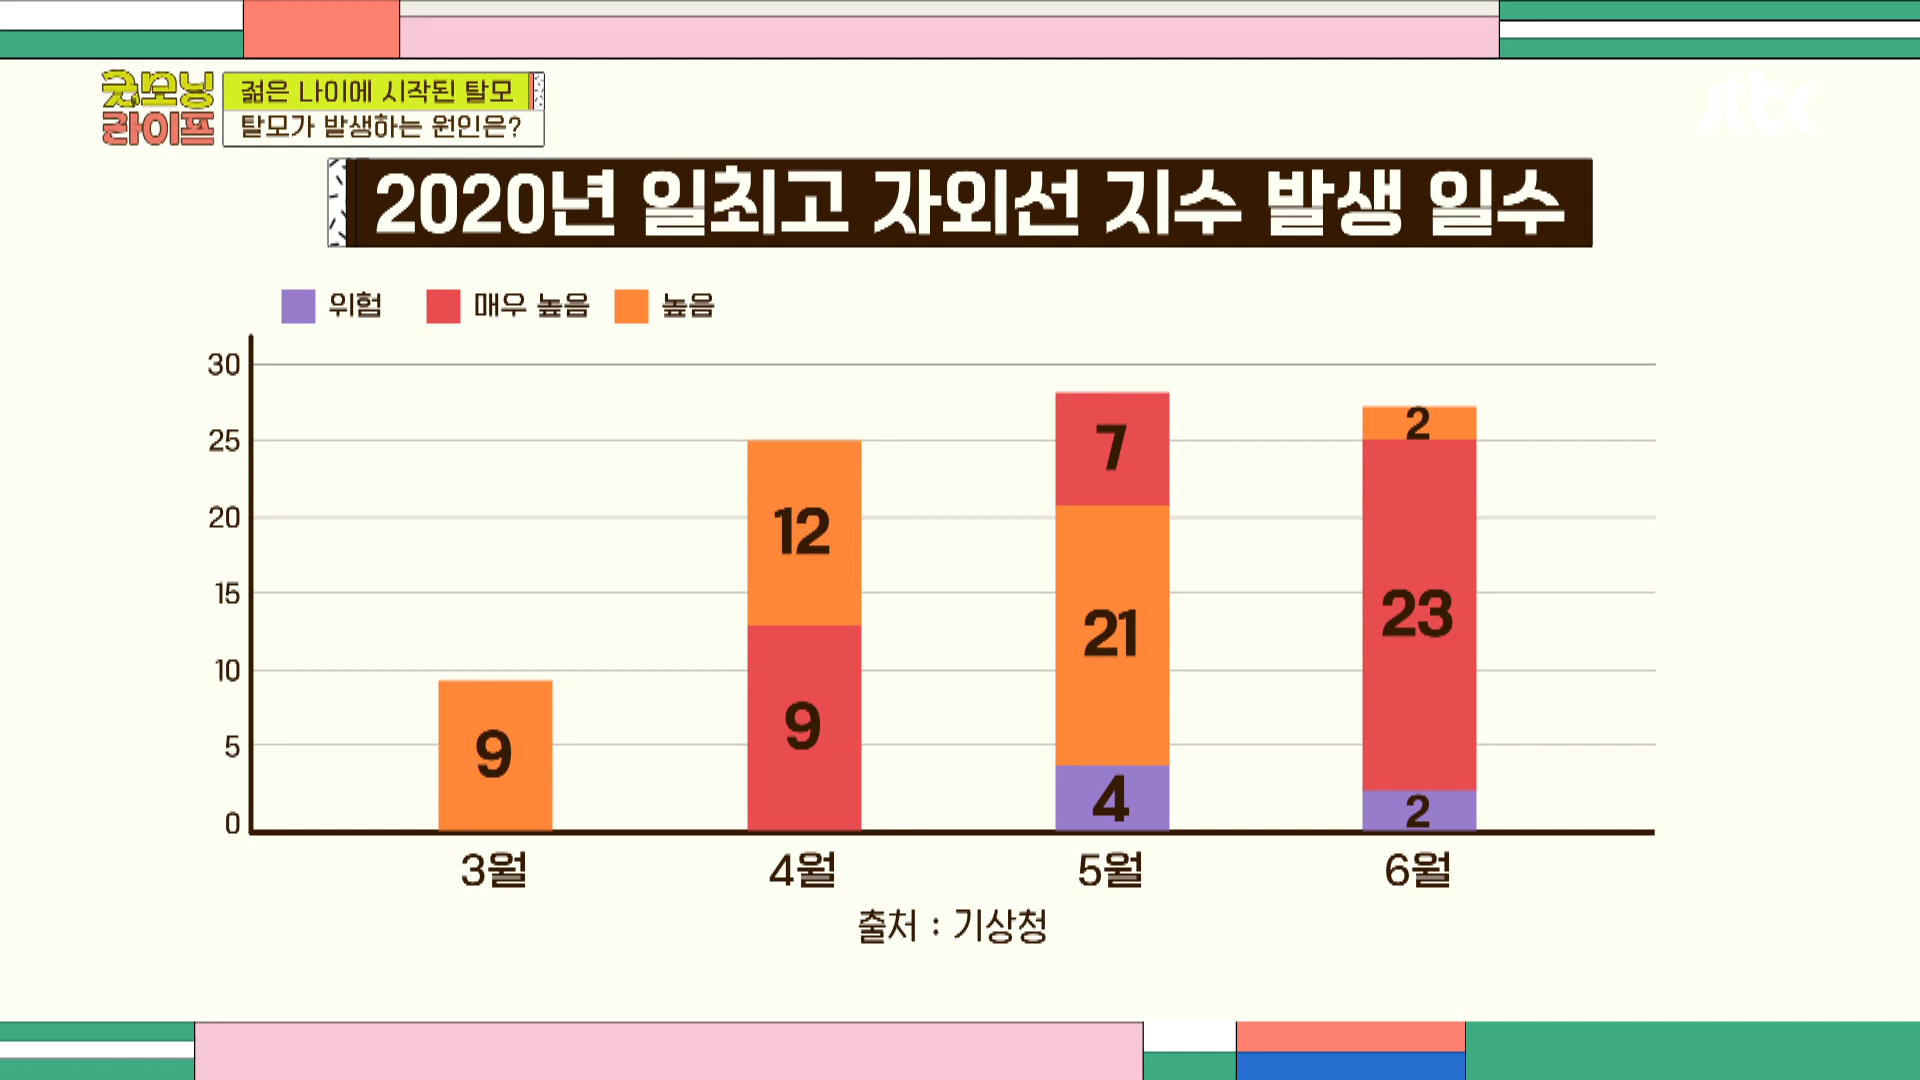 굿모닝
라이프
젊은 나이에 시작된 탈모
탈모가 발생하는 원인은?
jtbc
2020년 일최고 자외선 지수 발생 일수
위험 매우 높음 높음
30
25
20
15
10
5
0
9
12
9
7
21
4
2
23
2
3월 4월 5월 6월
출처 : 기상청